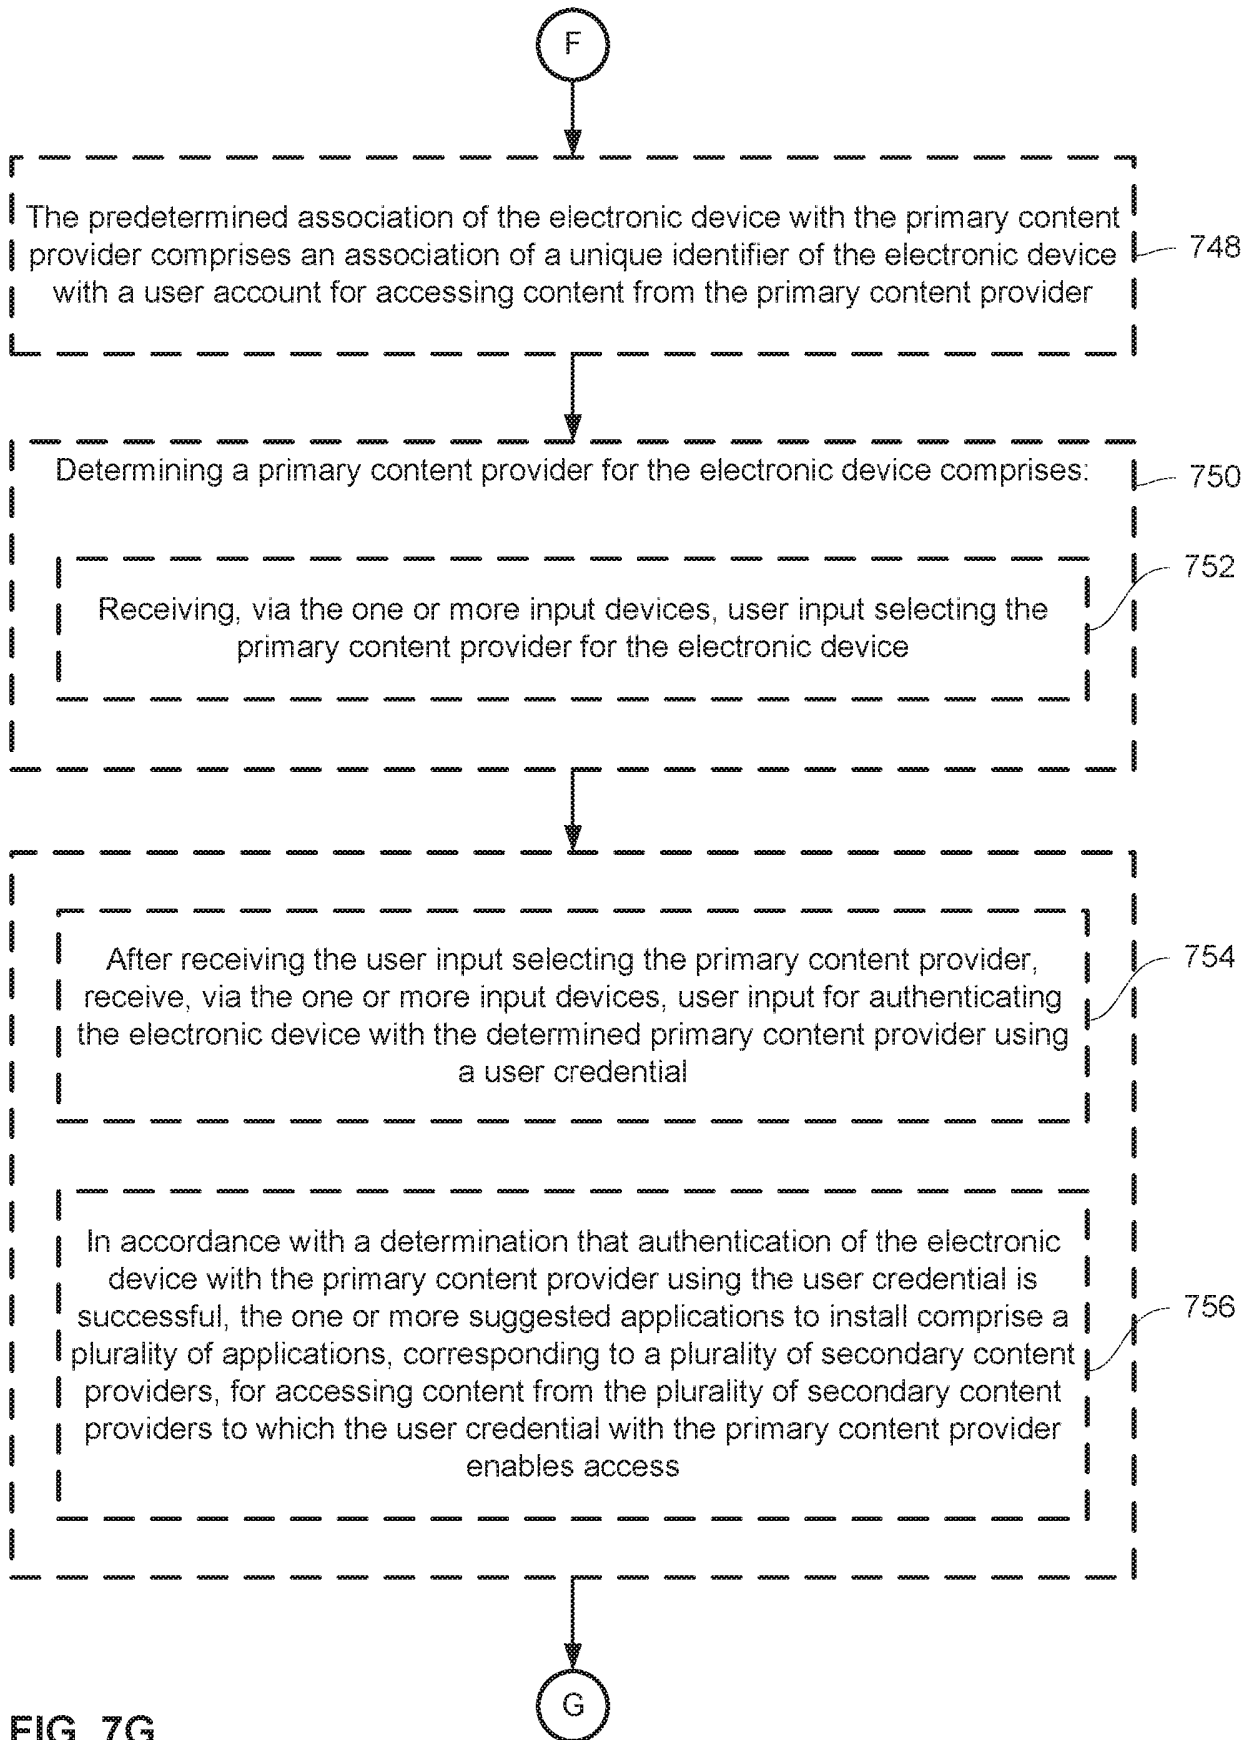 F
The predetermined association of the electronic device with the primary content
provider comprises an association of a unique identifier of the electronic device
with a user account for accessing content from the primary content provider
748
Determining a primary content provider for the electronic device comprises:
750
Receiving, via the one or more input devices, user input selecting the
primary content provider for the electronic device
752
After receiving the user input selecting the primary content provider,
receive, via the one or more input devices, user input for authenticating
the electronic device with the determined primary content provider using
a user credential
754
In accordance with a determination that authentication of the electronic
device with the primary content provider using the user credential is
successful, the one or more suggested applications to install comprise a
plurality of applications, corresponding to a plurality of secondary content
providers, for accessing content from the plurality of secondary content
providers to which the user credential with the primary content provider
enables access
756
G
FIG. 7G